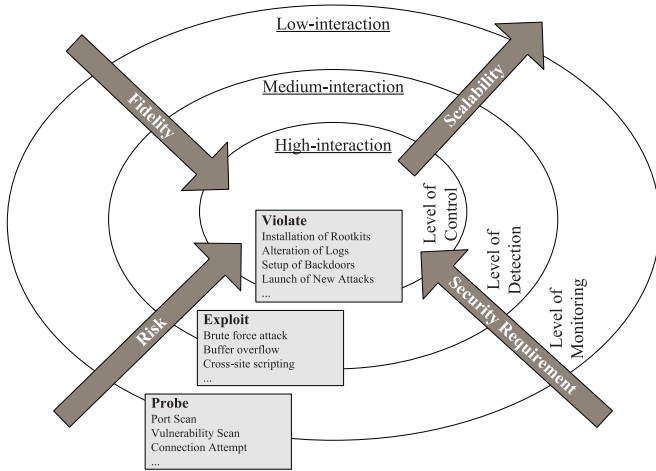 Low-interaction
Medium-interaction
High-interaction
Fidelity
Scalability
Violate
Installation of Rootkits
Alteration of Logs
Setup of Backdoors
Launch of New Attacks
...
Level of
Control
Level of
Detection
Level of
Monitoring
Exploit
Brute force attack
Buffer overflow
Cross-site scripting
...
Risk
Security Requirement
Probe
Port Scan
Vulnerability Scan
Connection Attempt
...